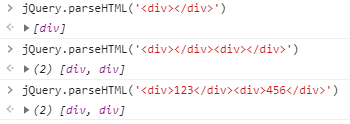 > jQuery.parseHTML('<div></div>')
<· ▶ [div]
> jQuery.parseHTML('<div></div><div></div>')
<· ▶ (2) [div, div]
> jQuery.parseHTML('<div>123</div><div>456</div>')
<· ▶ (2) [div, div]